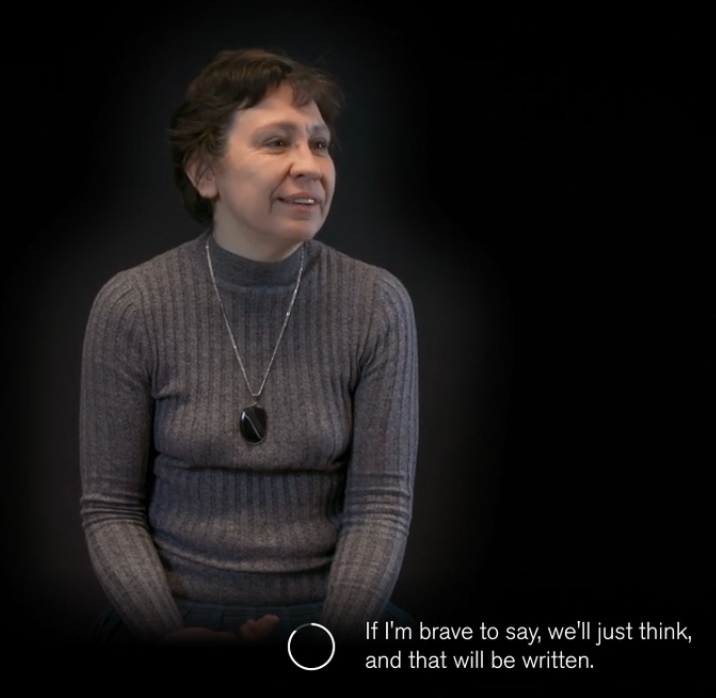 If I'm brave to say, we'll just think,
and that will be written.